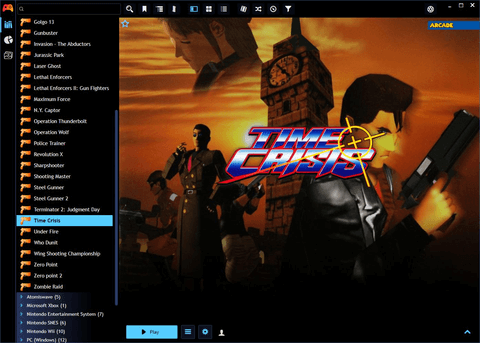 Golgo 13
Gunbuster
Invasion - The Abductors
Jurassic Park
Laser Ghost
Lethal Enforcers
Lethal Enforcers II: Gun Fighters
Maximum Force
N.Y. Captor
Operation Thunderbolt
Operation Wolf
Police Trainer
Revolution X
Sharpshooter
Shooting Master
Steel Gunner
Steel Gunner 2
Terminator 2: Judgment Day
Time Crisis
Under Fire
Who Dunit
Wing Shooting Championship
Zero Point
Zero point 2
Zombie Raid
Atomiswave (5)
Microsoft Xbox (1)
Nintendo Entertainment System (7)
Nintendo SNES (6)
Nintendo Wii (10)
PC (Windows) (12)
ARCADE
TIME
CRISIS
Play